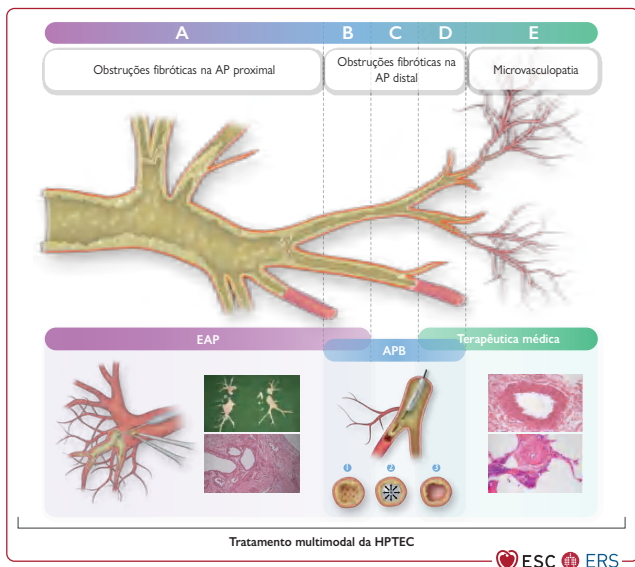 A B C D E
Obstruções fibróticas na AP proximal
Obstruções fibróticas na
AP distal
Microvasculopatia
EAP
APB
Terapêutica médica
1 2 3
Tratamento multimodal da HPTEC
ESC ERS